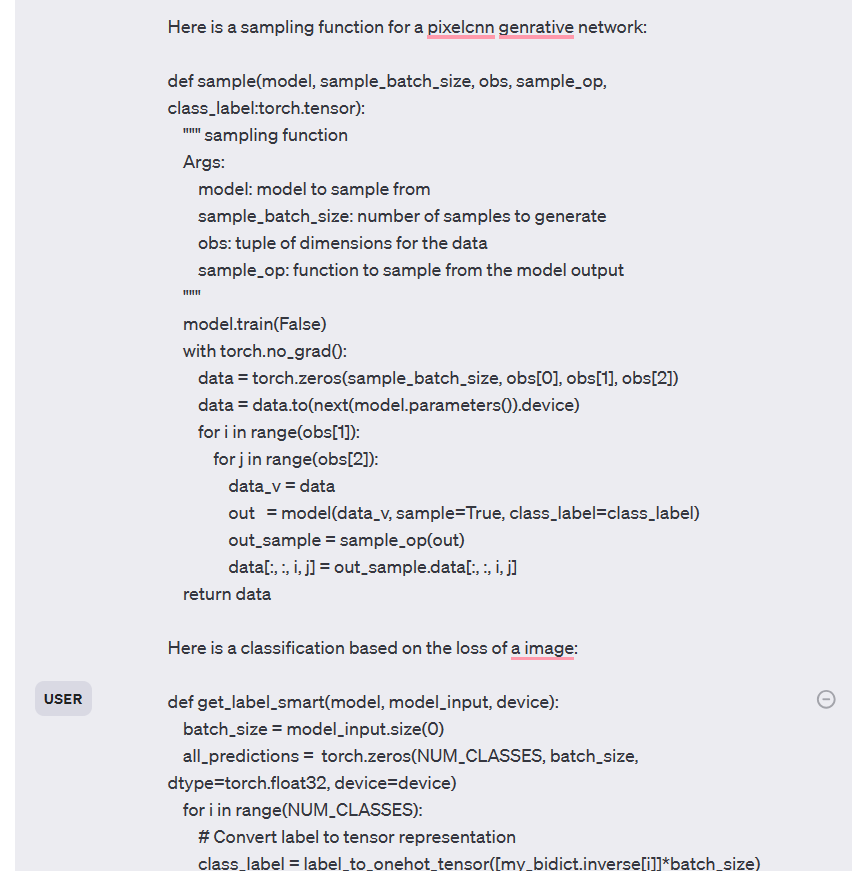 Here is a sampling function for a pixelcnn genrative network:
def sample(model, sample_batch_size, obs, sample_op,
class_label:torch.tensor):
""" sampling function
Args:
model: model to sample from
sample_batch_size: number of samples to generate
obs: tuple of dimensions for the data
sample_op: function to sample from the model output
"""
model.train(False)
with torch.no_grad():
data = torch.zeros(sample_batch_size, obs[0], obs[1], obs[2])
data = data.to(next(model.parameters()).device)
for i in range(obs[1]):
for j in range(obs[2]):
data_v = data
out = model(data_v, sample=True, class_label=class_label)
out_sample = sample_op(out)
data[:, :, i, j] = out_sample.data[:, :, i, j]
return data
Here is a classification based on the loss of a image:
USER
def get_label_smart(model, model_input, device):
batch_size = model_input.size(0)
all_predictions = torch.zeros(NUM_CLASSES, batch_size,
dtype=torch.float32, device=device)
for i in range(NUM_CLASSES):
# Convert label to tensor representation
class_label = label_to_onehot_tensor([my_bidict.inverse[i]]*batch_size)